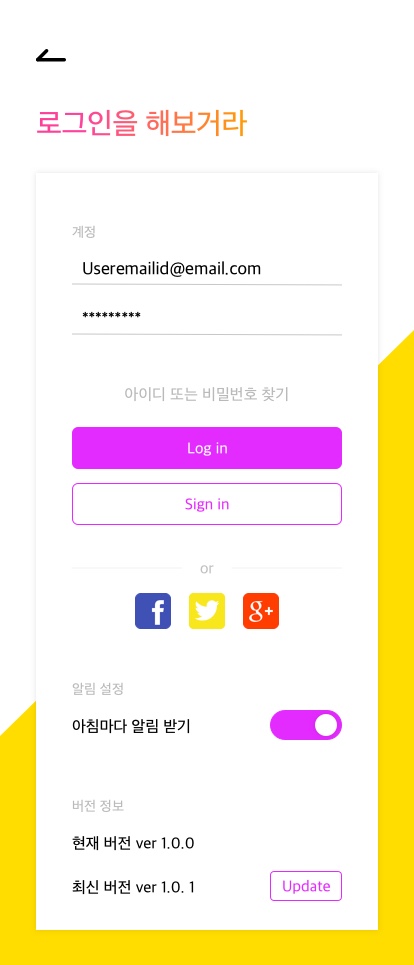 로그인을 해보거라
계정
Useremailid@email.com
*********
아이디 또는 비밀번호 찾기
Log in
Sign in
or
f
g+
알림 설정
아침마다 알림 받기
버전 정보
현재 버전 ver 1.0.0
최신 버전 ver 1.0. 1
Update